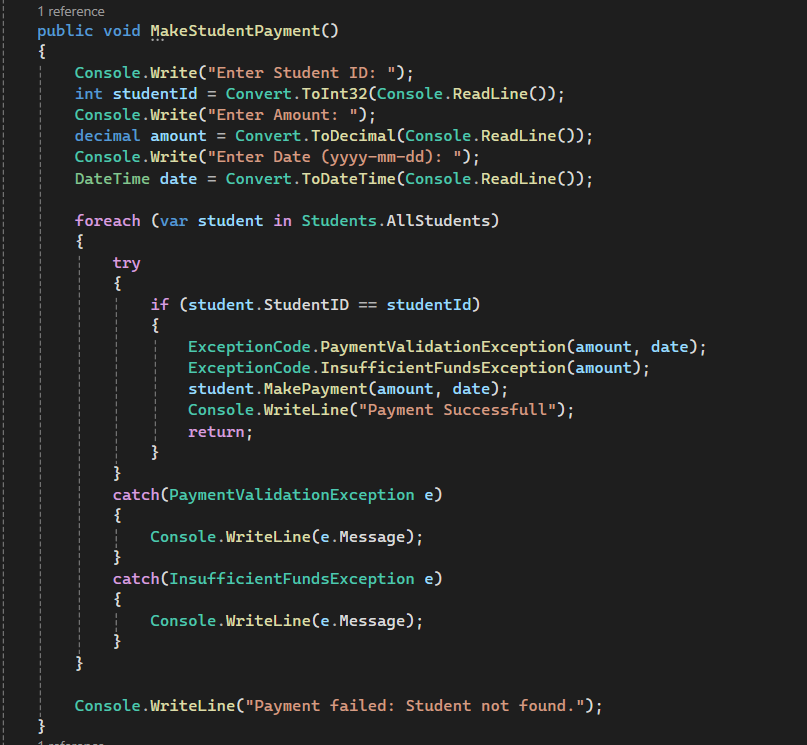 1 reference
public void MakeStudentPayment()
{
    Console.Write("Enter Student ID: ");
    int studentId = Convert.ToInt32(Console.ReadLine());
    Console.Write("Enter Amount: ");
    decimal amount = Convert.ToDecimal(Console.ReadLine());
    Console.Write("Enter Date (yyyy-mm-dd): ");
    DateTime date = Convert.ToDateTime(Console.ReadLine());

    foreach (var student in Students.AllStudents)
    {
        try
        {
            if (student.StudentID == studentId)
            {
                ExceptionCode.PaymentValidationException(amount, date);
                ExceptionCode.InsufficientFundsException(amount);
                student.MakePayment(amount, date);
                Console.WriteLine("Payment Successfull");
                return;
            }
        }
        catch(PaymentValidationException e)
        {
            Console.WriteLine(e.Message);
        }
        catch(InsufficientFundsException e)
        {
            Console.WriteLine(e.Message);
        }
    }

    Console.WriteLine("Payment failed: Student not found.");
}